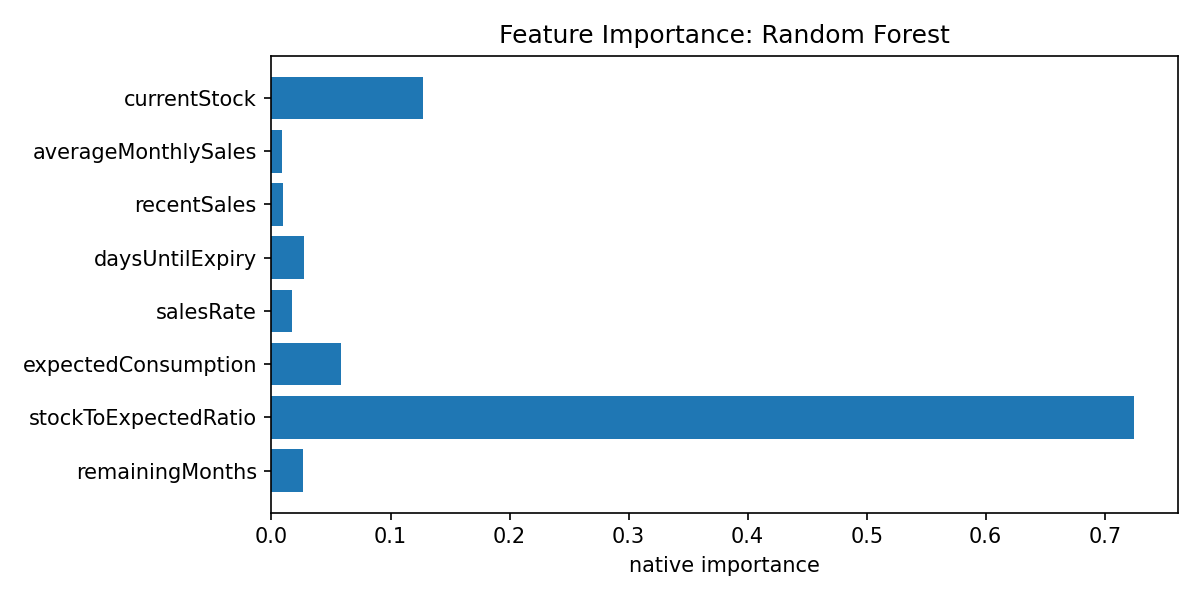 Feature Importance: Random Forest
currentStock
averageMonthlySales
recentSales
daysUntilExpiry
salesRate
expectedConsumption
stockToExpectedRatio
remainingMonths
0.0 0.1 0.2 0.3 0.4 0.5 0.6 0.7
native importance